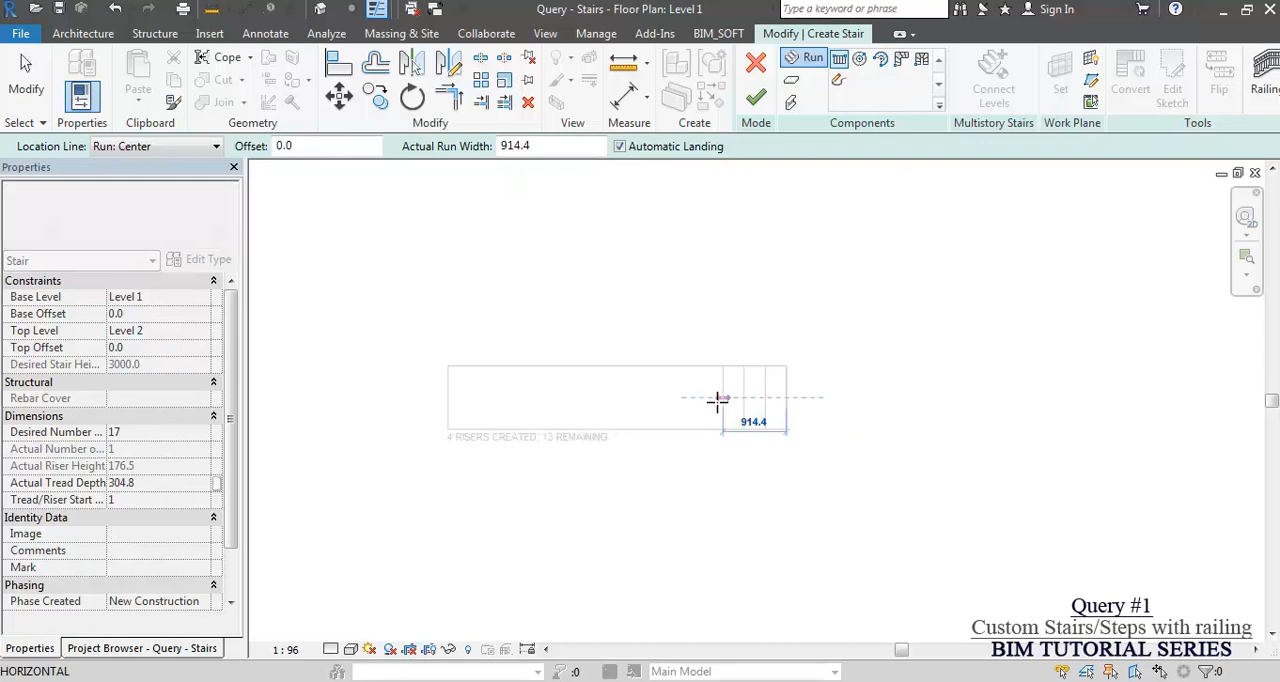 Query - Stairs - Floor Plan: Level 1
Type a keyword or phrase
Sign In
File Architecture Structure Insert Annotate Analyze Massing & Site Collaborate View Manage Add-Ins BIM_SOFT Modify | Create Stair
Modify Paste Cope Cut Join Run Connect Levels Set Edit Sketch Convert Flip Railing
Select Properties Clipboard Geometry Modify View Measure Create Mode Components Multistory Stairs Work Plane Tools
Location Line: Run: Center Offset: 0.0 Actual Run Width: 914.4 Automatic Landing
Properties
Stair Edit Type
Constraints
Base Level Level 1
Base Offset 0.0
Top Level Level 2
Top Offset 0.0
Desired Stair Hei... 3000.0
Structural
Rebar Cover
Dimensions
Desired Number ... 17
Actual Number o... 1
Actual Riser Height 176.5
Actual Tread Depth 304.8
Tread/Riser Start ... 1
Identity Data
Image
Comments
Mark
Phasing
Phase Created New Construction
914.4
4 RISERS CREATED, 13 REMAINING
2D
Query #1
Custom Stairs/Steps with railing
BIM TUTORIAL SERIES
Properties Project Browser - Query - Stairs
1 : 96
HORIZONTAL
:0
Main Model
:0